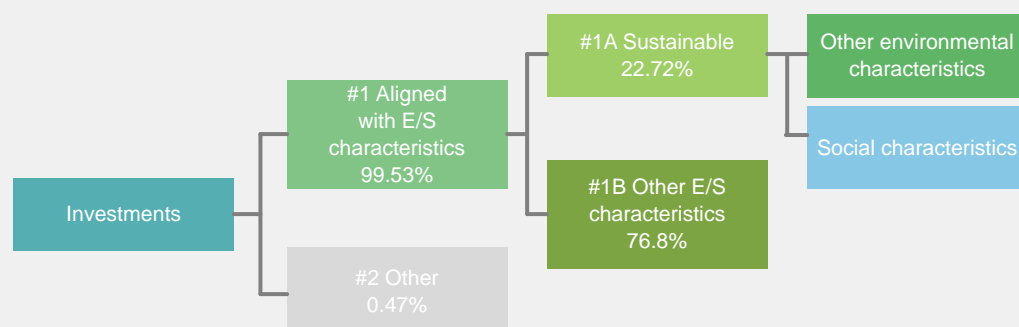 Investments
#1 Aligned
with E/S
characteristics
99.53%
#2 Other
0.47%
#1A Sustainable
22.72%
#1B Other E/S
characteristics
76.8%
Other environmental
characteristics
Social characteristics